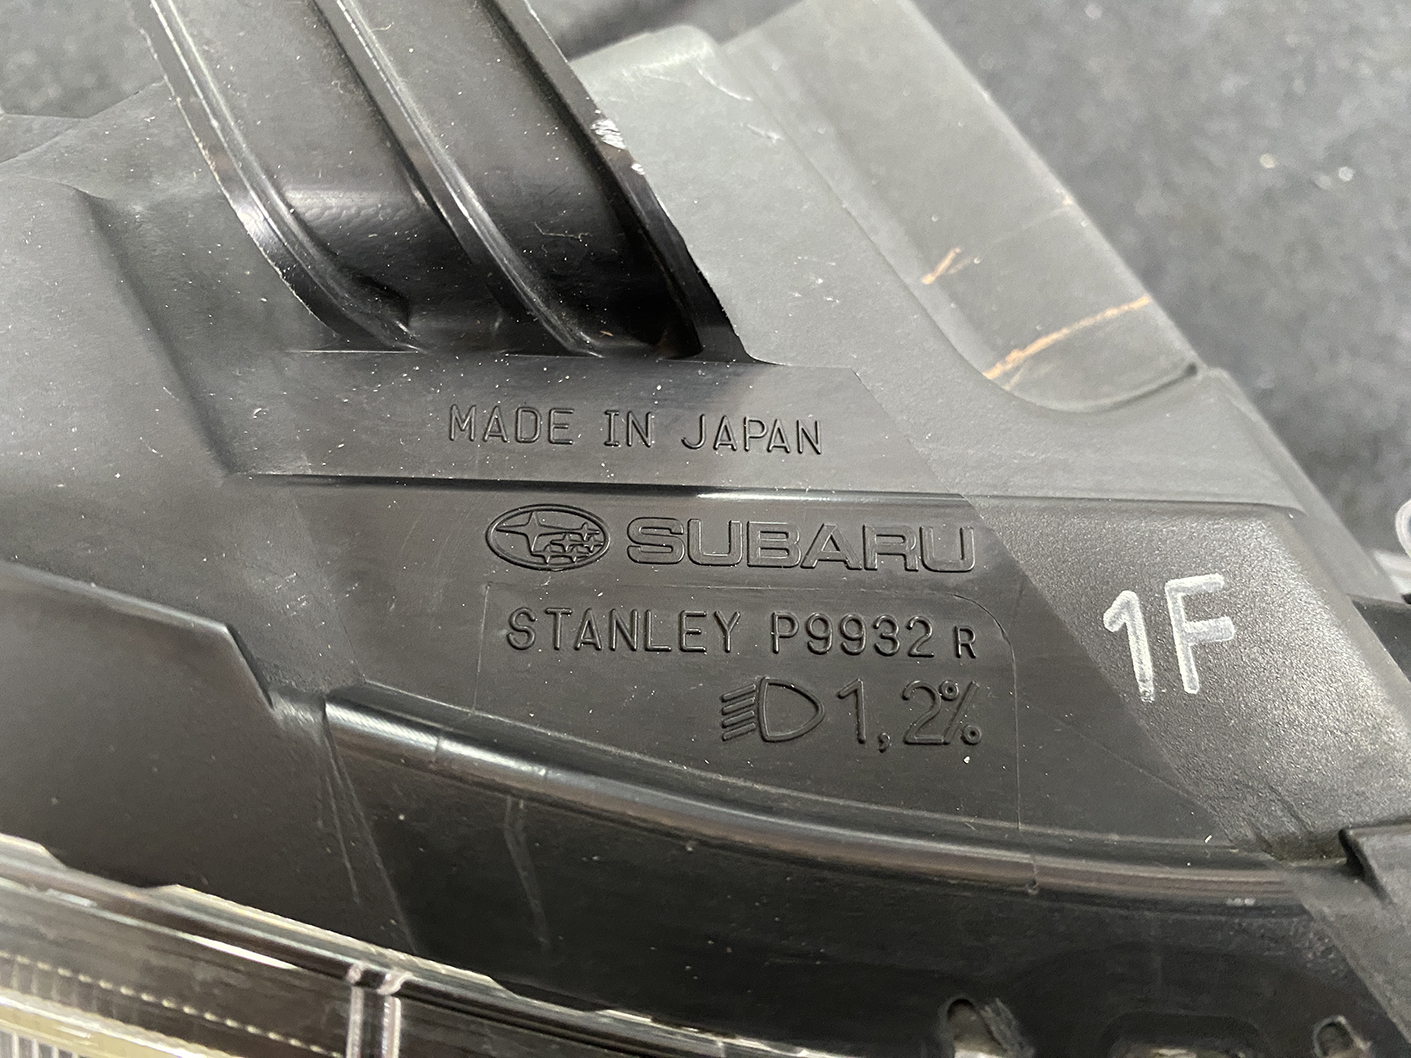 MADE IN JAPAN
SUBARU
STANLEY P9932 R
1,2%
1F